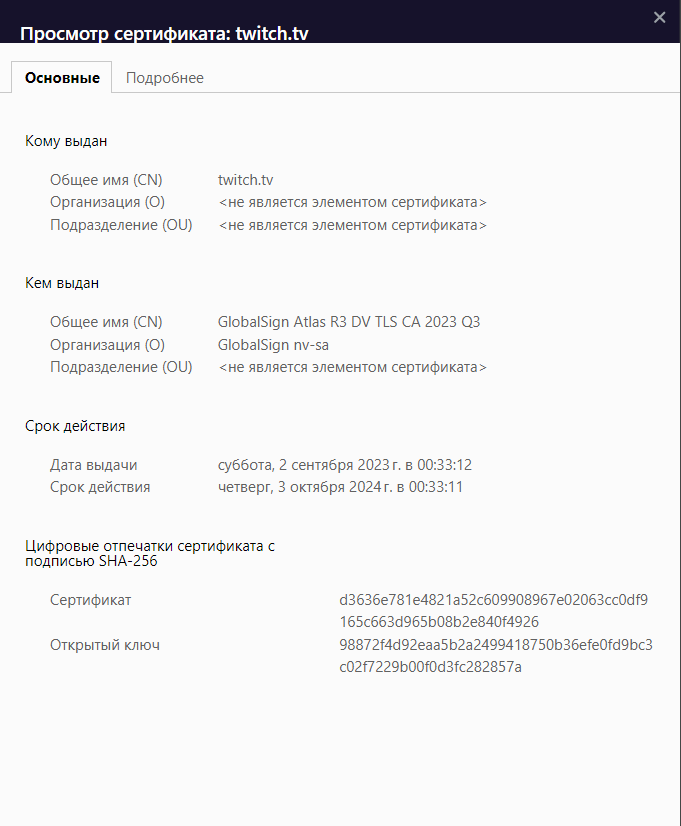 Просмотр сертификата: twitch.tv
Основные Подробнее
Кому выдан
Общее имя (CN) twitch.tv
Организация (O) <не является элементом сертификата>
Подразделение (OU) <не является элементом сертификата>
Кем выдан
Общее имя (CN) GlobalSign Atlas R3 DV TLS CA 2023 Q3
Организация (O) GlobalSign nv-sa
Подразделение (OU) <не является элементом сертификата>
Срок действия
Дата выдачи суббота, 2 сентября 2023 г. в 00:33:12
Срок действия четверг, 3 октября 2024 г. в 00:33:11
Цифровые отпечатки сертификата с
подписью SHA-256
Сертификат d3636e781e4821a52c609908967e02063cc0df9
165c663d965b08b2e840f4926
Открытый ключ 98872f4d92eaa5b2a2499418750b36efe0fd9bc3
c02f7229b00f0d3fc282857a